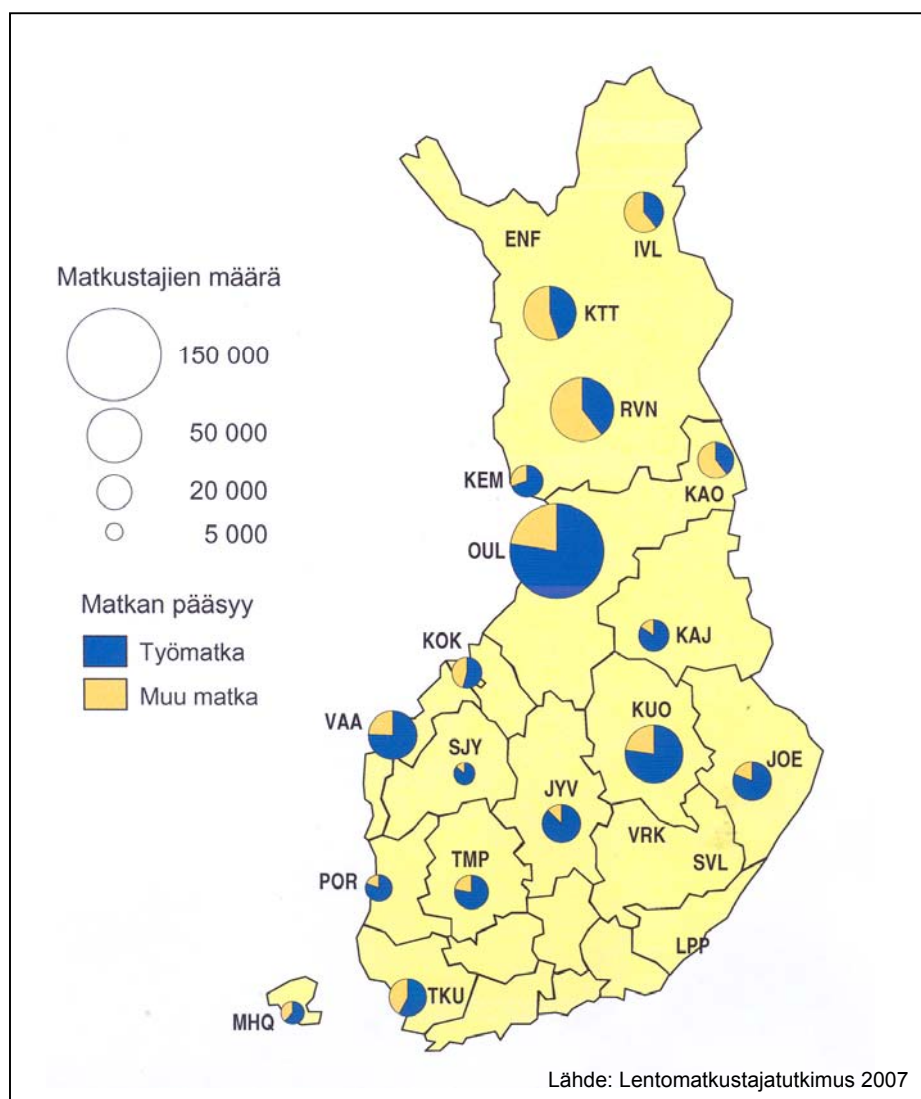 Matkustajien määrä
150 000
50 000
20 000
5 000
Matkan pääsyy
Työmatka
Muu matka
ENF
IVL
KTT
RVN
KEM
KAO
OUL
KAJ
KOK
VAA
SJY
KUO
JOE
JYV
VRK
SVL
TMP
POR
LPP
TKU
MHQ
Lähde: Lentomatkustajatutkimus 2007